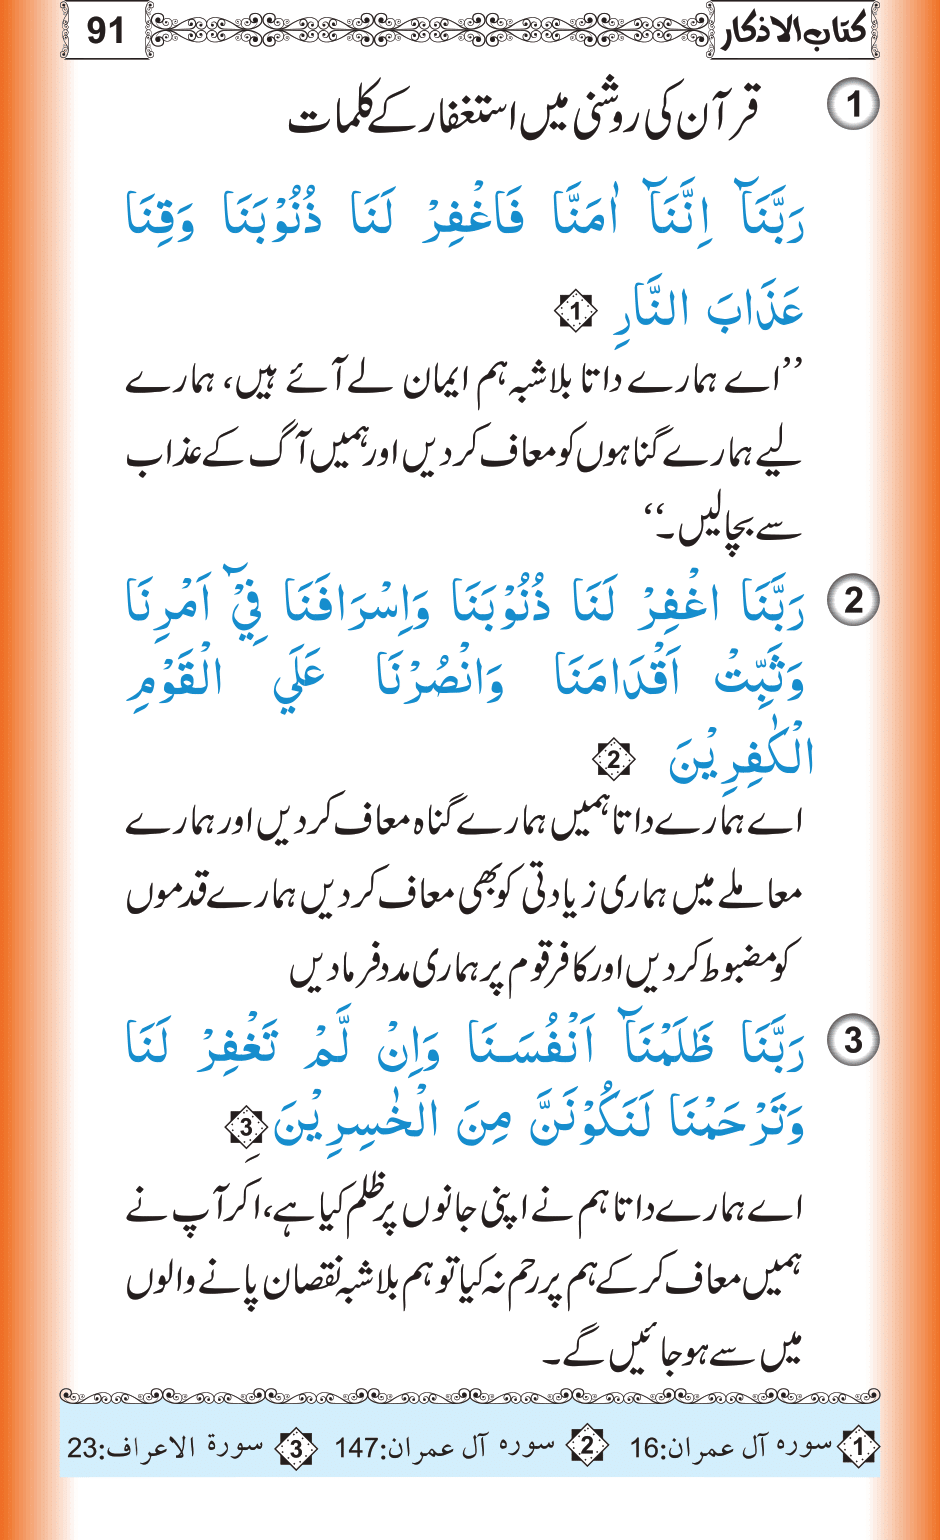 كتاب الاذكار 91
1 قرآن کی روشنی میں استغفار کے کلمات
رَبَّنَاۤ اِنَّنَاۤ اٰمَنَّا فَاغْفِرْ لَنَا ذُنُوْبَنَا وَقِنَا
عَذَابَ النَّارِ 1
’’اے ہمارے داتا بلاشبہ ہم ایمان لے آئے ہیں، ہمارے
لیے ہمارے گناہوں کو معاف کر دیں اور ہمیں آگ کے عذاب
سے بچالیں۔‘‘
2 رَبَّنَا اغْفِرْ لَنَا ذُنُوْبَنَا وَاِسْرَافَنَا فِيْۤ اَمْرِنَا
وَثَبِّتْ اَقْدَامَنَا وَانْصُرْنَا عَلَي الْقَوْمِ
الْكٰفِرِيْنَ 2
اے ہمارے داتا ہمیں ہمارے گناہ معاف کر دیں اور ہمارے
معاملے میں ہماری زیادتی کو بھی معاف کر دیں ہمارے قدموں
کو مضبوط کر دیں اور کافر قوم پر ہماری مدد فرما دیں
3 رَبَّنَا ظَلَمْنَاۤ اَنْفُسَنَا وَاِنْ لَّمْ تَغْفِرْ لَنَا
وَتَرْحَمْنَا لَنَكُوْنَنَّ مِنَ الْخٰسِرِيْنَ 3
اے ہمارے داتا ہم نے اپنی جانوں پر ظلم کیا ہے، اگر آپ نے
ہمیں معاف کر کے ہم پر رحم نہ کیا تو ہم بلاشبہ نقصان پانے والوں
میں سے ہو جائیں گے۔
1 سورہ آل عمران:16 2 سورہ آل عمران:147 3 سورة الاعراف:23